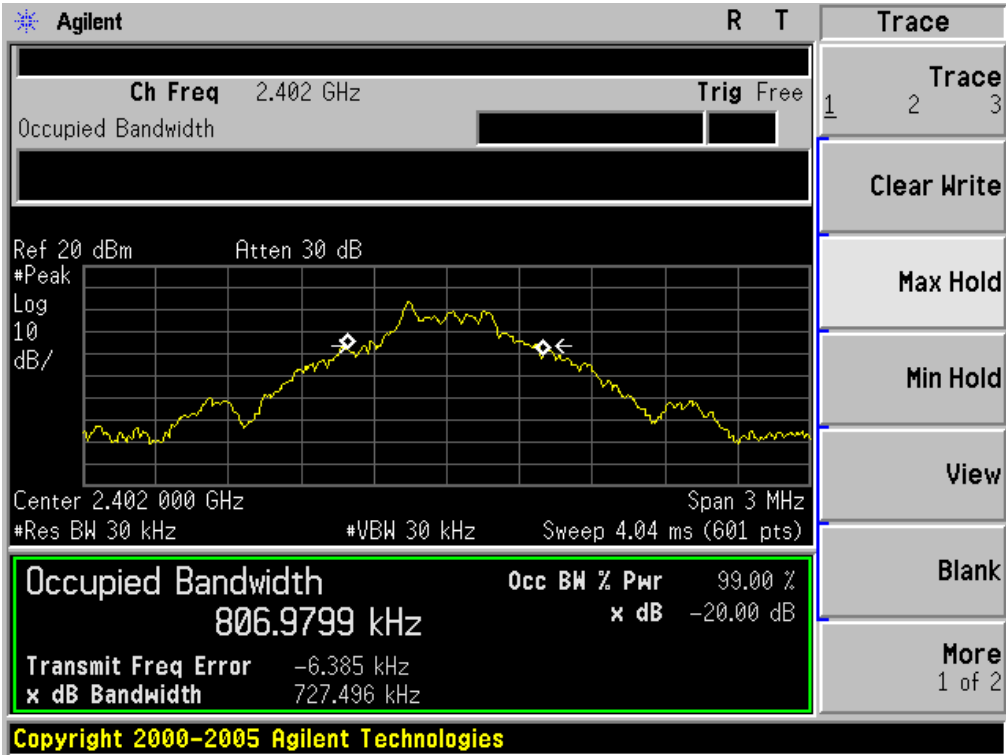 Agilent R T Trace
Ch Freq 2.402 GHz Trig Free
Occupied Bandwidth
Trace
1 2 3
Clear Write
Max Hold
Min Hold
View
Blank
More
1 of 2
Ref 20 dBm Atten 30 dB
#Peak
Log
10
dB/
Center 2.402 000 GHz Span 3 MHz
#Res BW 30 kHz #VBW 30 kHz Sweep 4.04 ms (601 pts)
Occupied Bandwidth Occ BW % Pwr 99.00 %
806.9799 kHz x dB -20.00 dB
Transmit Freq Error -6.385 kHz
x dB Bandwidth 727.496 kHz
Copyright 2000-2005 Agilent Technologies